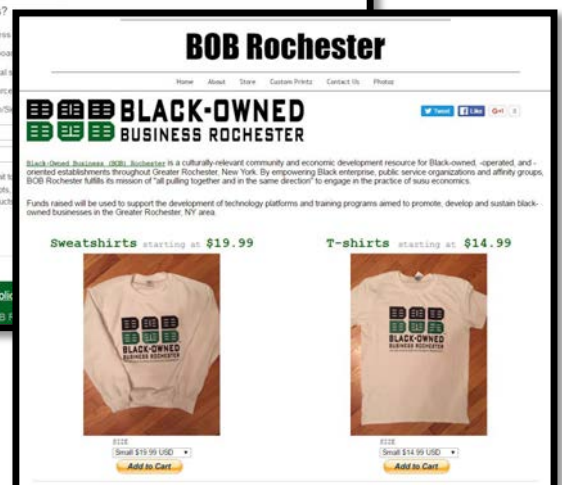 s?
BOB Rochester
Home About Store Custom Printz Contact Us Photos
BOB BLACK-OWNED
BUSINESS ROCHESTER
Tweet Like G+1
Black-Owned Business (BOB) Rochester is a culturally-relevant community and economic development resource for Black-owned, -operated, and -
oriented establishments throughout Greater Rochester, New York. By empowering Black enterprise, public service organizations and affinity groups,
BOB Rochester fulfills its mission of "all pulling together and in the same direction" to engage in the practice of susu economics.
Funds raised will be used to support the development of technology platforms and training programs aimed to promote, develop and sustain black-
owned businesses in the Greater Rochester, NY area.
Sweatshirts starting at $19.99
T-shirts starting at $14.99
BOB
BLACK-OWNED
BUSINESS ROCHESTER
BOB
BLACK-OWNED
BUSINESS ROCHESTER
SIZE
Small $19.99 USD
Add to Cart
SIZE
Small $14.99 USD
Add to Cart